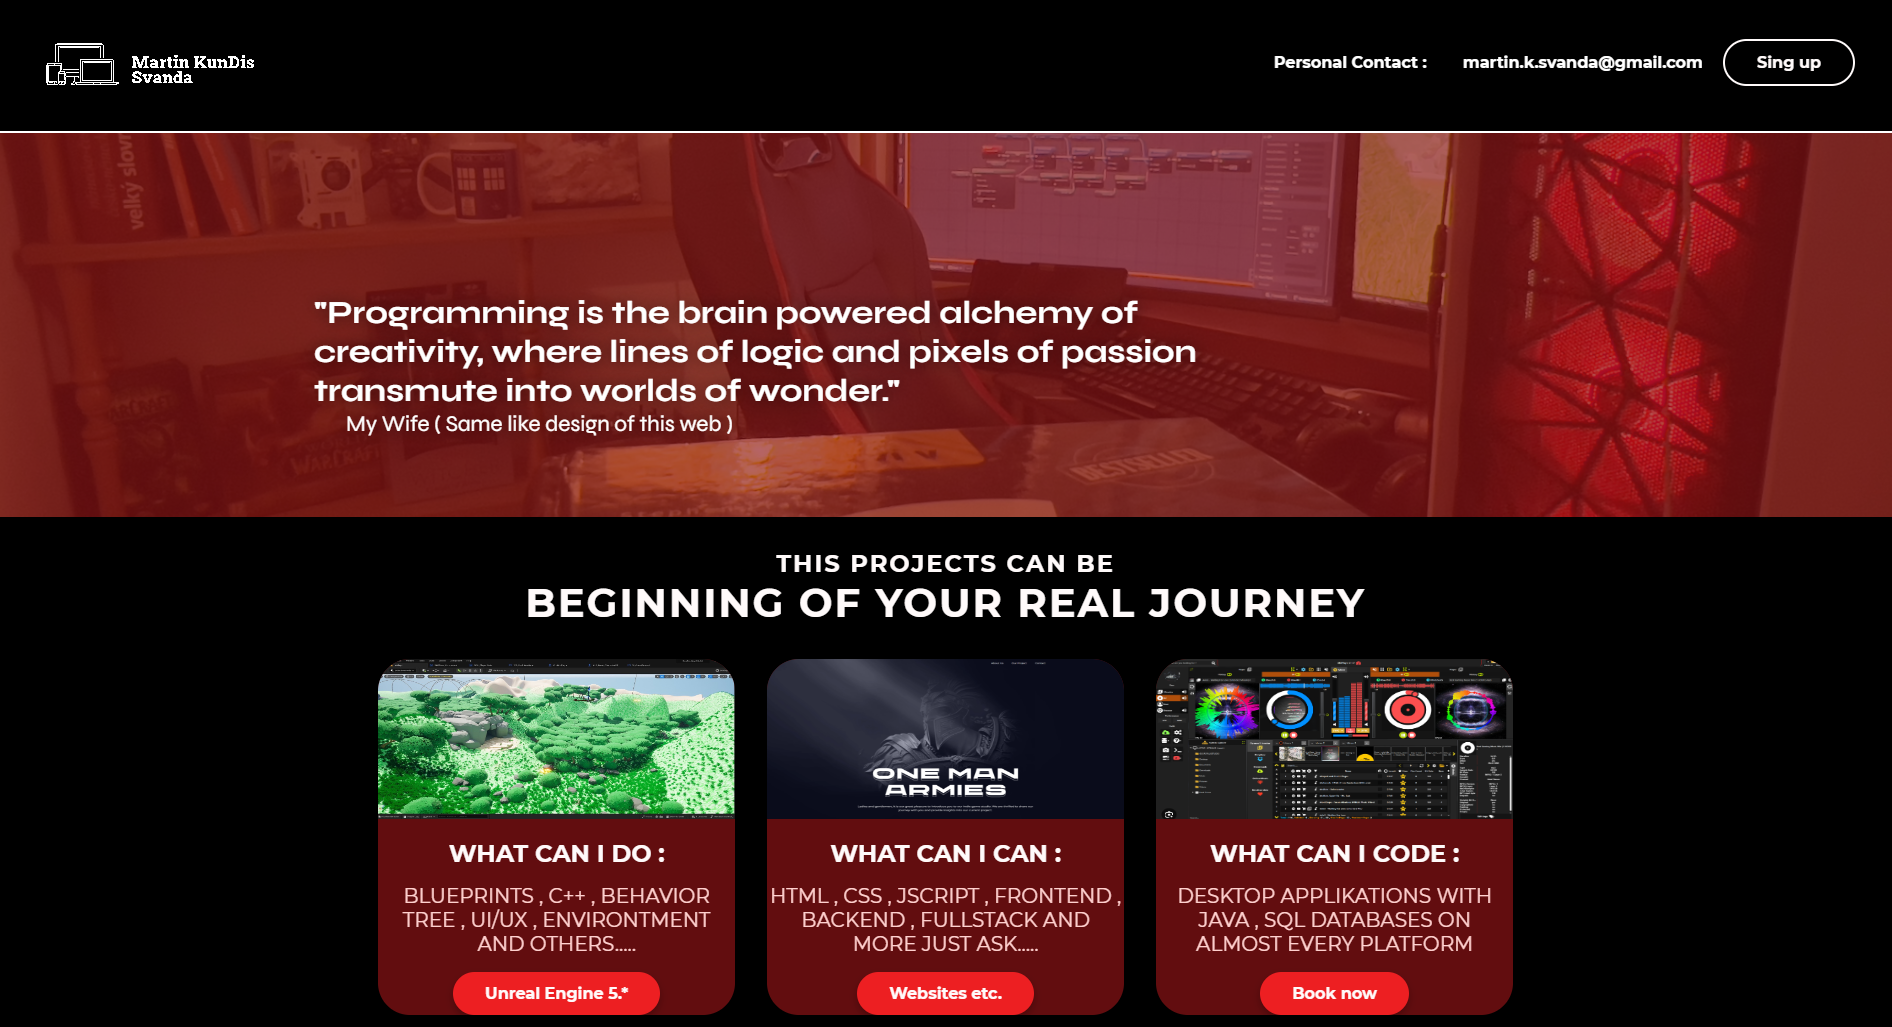 Martin KunDis
Svanda
Personal Contact :
martin.k.svanda@gmail.com
Sing up
velký slov
"Programming is the brain powered alchemy of
creativity, where lines of logic and pixels of passion
transmute into worlds of wonder."
My Wife ( Same like design of this web )
WARCRAFT
BESTSELLER
THIS PROJECTS CAN BE
BEGINNING OF YOUR REAL JOURNEY
ONE MAN
ARMIES
WHAT CAN I DO :
BLUEPRINTS , C++ , BEHAVIOR
TREE , UI/UX , ENVIRONTMENT
AND OTHERS.....
Unreal Engine 5.*
WHAT CAN I CAN :
HTML , CSS , JSCRIPT , FRONTEND ,
BACKEND , FULLSTACK AND
MORE JUST ASK.....
Websites etc.
WHAT CAN I CODE :
DESKTOP APPLIKATIONS WITH
JAVA , SQL DATABASES ON
ALMOST EVERY PLATFORM
Book now